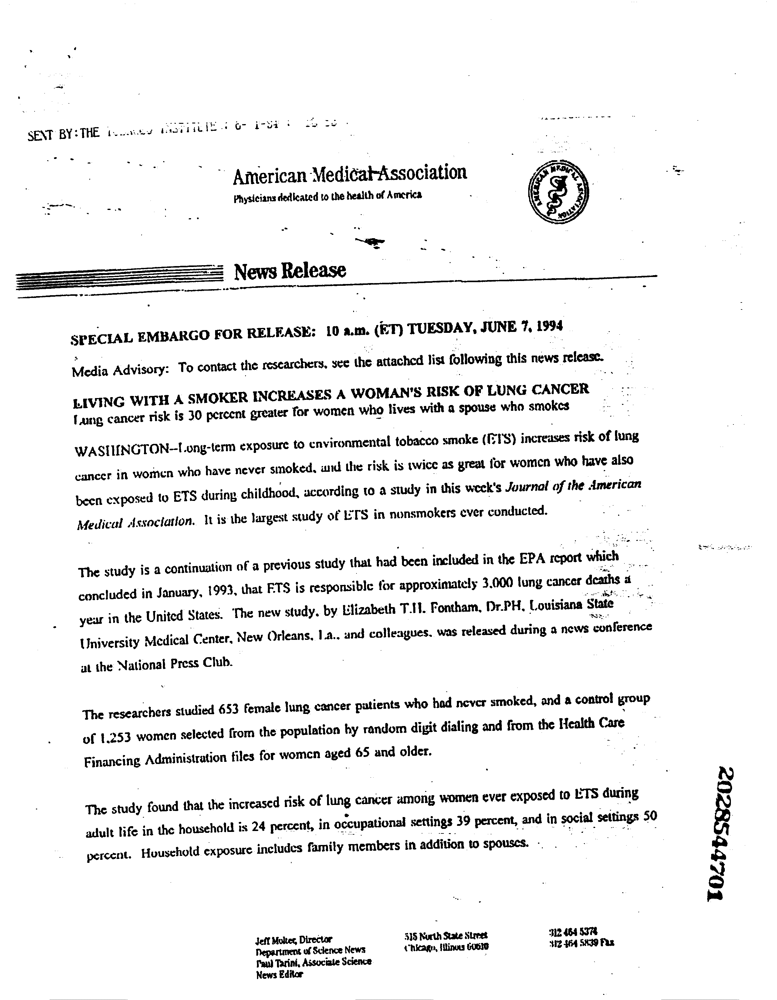 SENT BY:THE
American Medical Association
Physicians dedicated to the health of America
AMERICAN MEDICAL ASSOCIATION
News Release
SPECIAL EMBARGO FOR RELEASE: 10 a.m. (ET) TUESDAY, JUNE 7, 1994
Media Advisory: To contact the researchers, see the attached list following this news release.
LIVING WITH A SMOKER INCREASES A WOMAN'S RISK OF LUNG CANCER
Lung cancer risk is 30 percent greater for women who lives with a spouse who smokes
WASHINGTON--Long-term exposure to environmental tobacco smoke (ETS) increases risk of lung
cancer in women who have never smoked, and the risk is twice as great for women who have also
been exposed to ETS during childhood, according to a study in this week's Journal of the American
Medical Association. It is the largest study of ETS in nonsmokers ever conducted.
The study is a continuation of a previous study that had been included in the EPA report which
concluded in January, 1993, that ETS is responsible for approximately 3,000 lung cancer deaths a
year in the United States. The new study, by Elizabeth T.H. Fontham, Dr.PH, Louisiana State
University Medical Center, New Orleans, La., and colleagues, was released during a news conference
at the National Press Club.
The researchers studied 653 female lung cancer patients who had never smoked, and a control group
of 1,253 women selected from the population by random digit dialing and from the Health Care
Financing Administration files for women aged 65 and older.
The study found that the increased risk of lung cancer among women ever exposed to ETS during
adult life in the household is 24 percent, in occupational settings 39 percent, and in social settings 50
percent. Household exposure includes family members in addition to spouses.
2028544701
Jeff Molter, Director
Department of Science News
Paul Tarini, Associate Science
News Editor
515 North State Street
Chicago, Illinois 60610
312 464 5374
312 464 5839 Fax